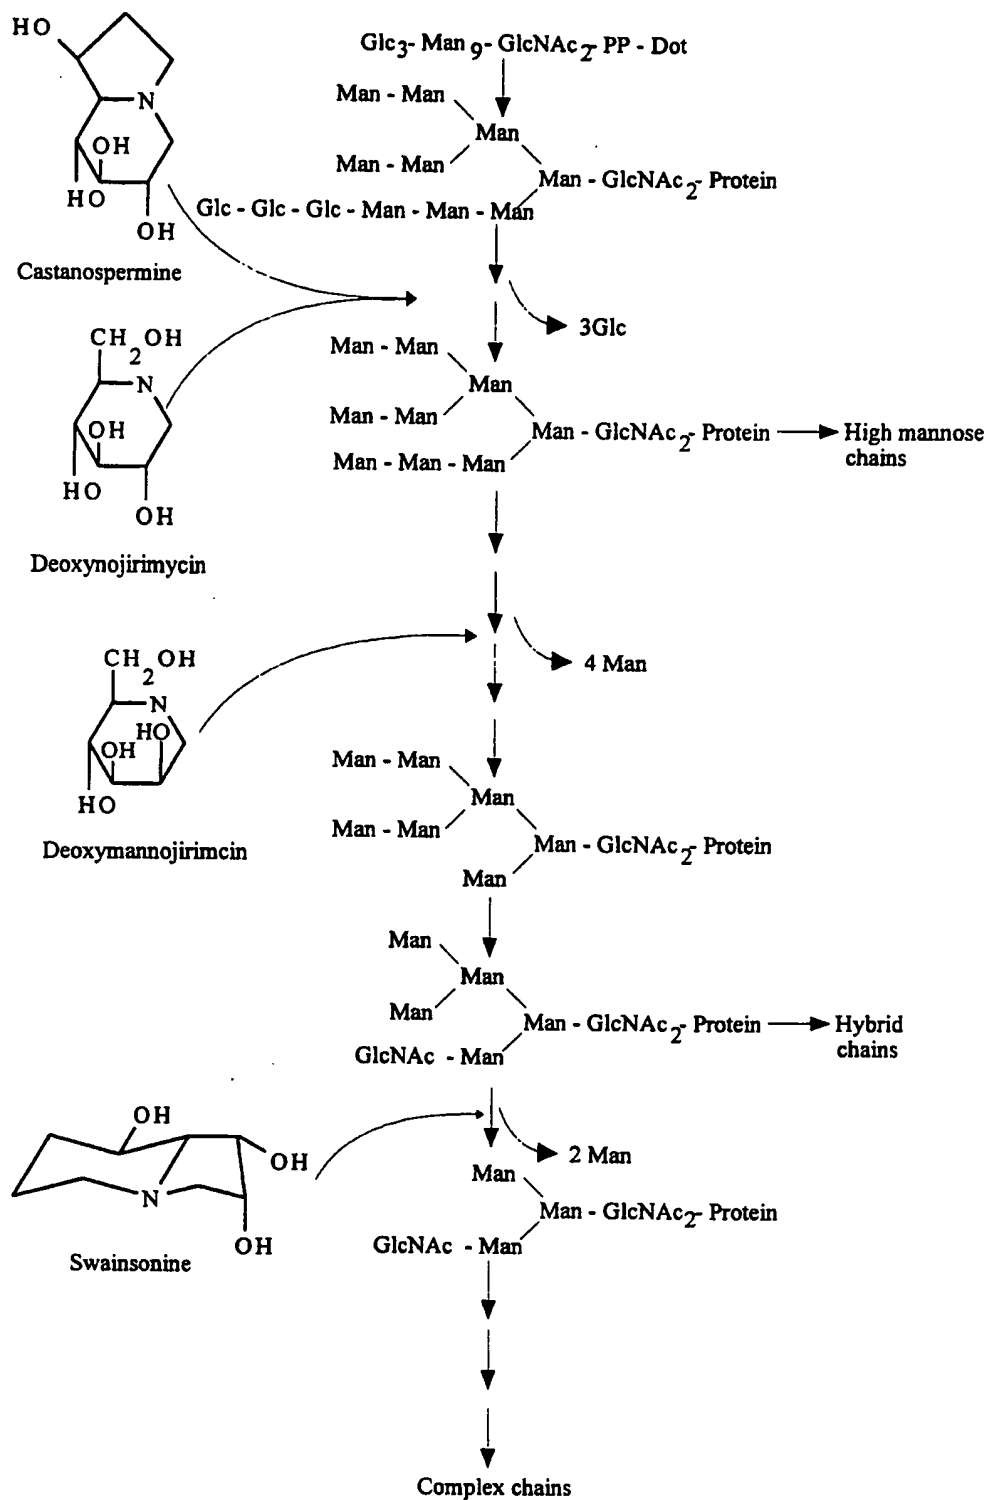 Glc3- Man9- GlcNAc2- PP - Dot
Man - Man
Man
Man - Man
Man - GlcNAc2- Protein
Glc - Glc - Glc - Man - Man - Man
HO
N
OH
HO
OH
Castanospermine
3Glc
CH2OH
N
OH
HO
OH
Deoxynojirimycin
Man - Man
Man
Man - Man
Man - GlcNAc2- Protein
High mannose
chains
Man - Man - Man
4 Man
CH2OH
N
HO
OH
HO
Deoxymannojirimcin
Man - Man
Man
Man - Man
Man - GlcNAc2- Protein
Man
Man
Man
Man
Man - GlcNAc2- Protein
Hybrid
chains
GlcNAc - Man
OH
OH
N
OH
Swainsonine
2 Man
Man
Man - GlcNAc2- Protein
GlcNAc - Man
Complex chains